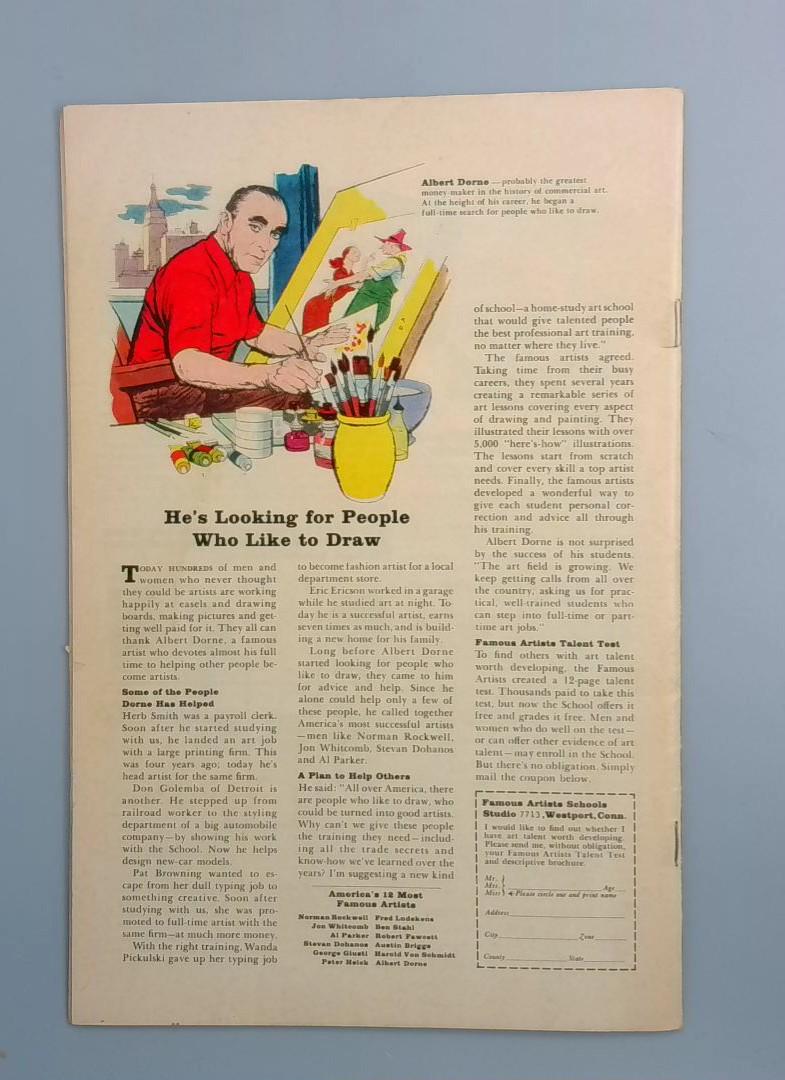 Albert Dorne — probably the greatest
money-maker in the history of commercial art.
At the height of his career, he began a
full-time search for people who like to draw.
He's Looking for People
Who Like to Draw
TODAY HUNDREDS of men and
women who never thought
they could be artists are working
happily at easels and drawing
boards, making pictures and get-
ting well paid for it. They all can
thank Albert Dorne, a famous
artist who devotes almost his full
time to helping other people be-
come artists.
Some of the People
Dorne Has Helped
Herb Smith was a payroll clerk.
Soon after he started studying
with us, he landed an art job
with a large printing firm. This
was four years ago; today he's
head artist for the same firm.
Don Golemba of Detroit is
another. He stepped up from
railroad worker to the styling
department of a big automobile
company—by showing his work
with the School. Now he helps
design new-car models.
Pat Browning wanted to es-
cape from her dull typing job to
something creative. Soon after
studying with us, she was pro-
moted to full-time artist with the
same firm—at much more money.
With the right training, Wanda
Pickulski gave up her typing job
to become fashion artist for a local
department store.
Eric Ericson worked in a garage
while he studied art at night. To-
day he is a successful artist, earns
seven times as much, and is build-
ing a new home for his family.
Long before Albert Dorne
started looking for people who
like to draw, they came to him
for advice and help. Since he
alone could help only a few of
these people, he called together
America's most successful artists
—men like Norman Rockwell,
Jon Whitcomb, Stevan Dohanos
and Al Parker.
A Plan to Help Others
He said: "All over America, there
are people who like to draw, who
could be turned into good artists.
Why can't we give these people
the training they need—includ-
ing all the trade secrets and
know-how we've learned over the
years? I'm suggesting a new kind
America's 12 Most
Famous Artists
Norman Rockwell Fred Ludekens
Jon Whitcomb Ben Stahl
Al Parker Robert Fawcett
Stevan Dohanos Austin Briggs
George Giusti Harold Von Schmidt
Peter Helck Albert Dorne
of school—a home-study art school
that would give talented people
the best professional art training,
no matter where they live."
The famous artists agreed.
Taking time from their busy
careers, they spent several years
creating a remarkable series of
art lessons covering every aspect
of drawing and painting. They
illustrated their lessons with over
5,000 "here's-how" illustrations.
The lessons start from scratch
and cover every skill a top artist
needs. Finally, the famous artists
developed a wonderful way to
give each student personal cor-
rection and advice all through
his training.
Albert Dorne is not surprised
by the success of his students.
"The art field is growing. We
keep getting calls from all over
the country, asking us for prac-
tical, well-trained students who
can step into full-time or part-
time art jobs."
Famous Artists Talent Test
To find others with art talent
worth developing, the Famous
Artists created a 12-page talent
test. Thousands paid to take this
test, but now the School offers it
free and grades it free. Men and
women who do well on the test—
or can offer other evidence of art
talent—may enroll in the School.
But there's no obligation. Simply
mail the coupon below.
Famous Artists Schools
Studio 7713, Westport, Conn.
I would like to find out whether I
have art talent worth developing.
Please send me, without obligation,
your Famous Artists Talent Test
and descriptive brochure.
Mr.
Mrs. Age
Miss Please circle one and print name
Address
City Zone
County State